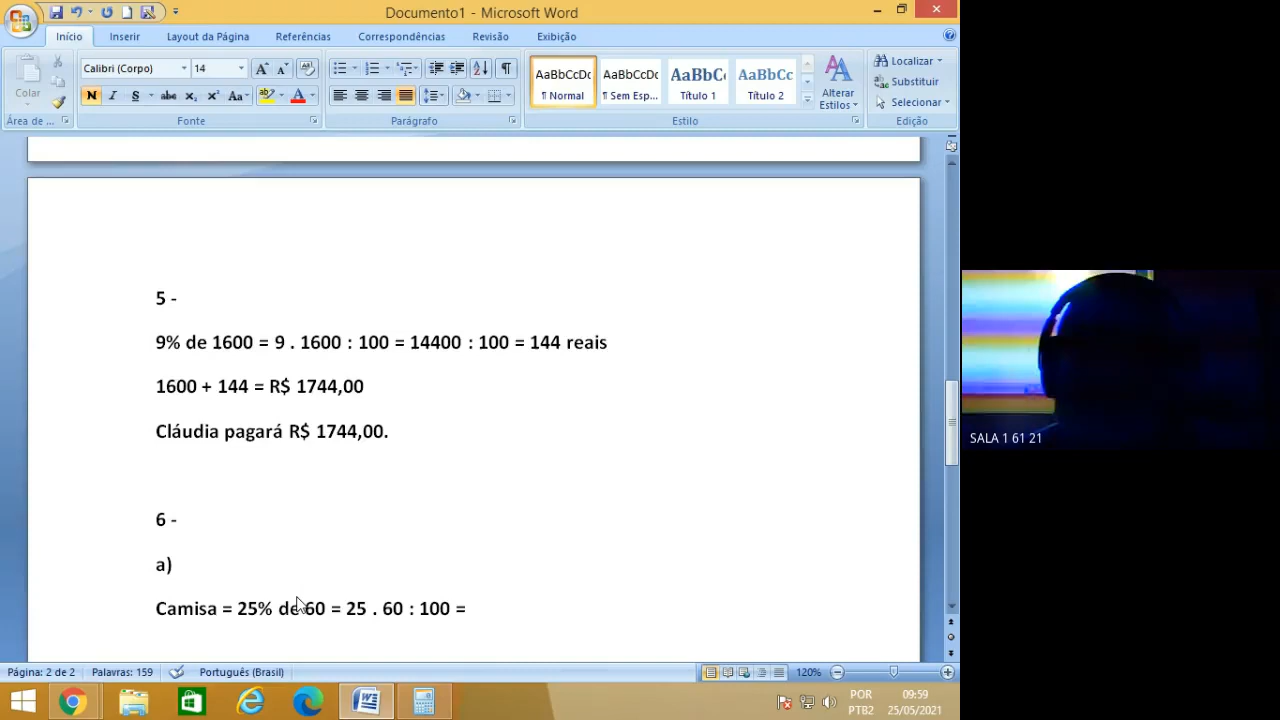 Documento1 - Microsoft Word
Início Inserir Layout da Página Referências Correspondências Revisão Exibição
Colar
Calibri (Corpo) 14
N I S abe x₂ x² Aa A
AaBbCcDc AaBbCcDc AaBbC AaBbCc
¶ Normal ¶ Sem Esp... Título 1 Título 2
Alterar Estilos
Localizar
Substituir
Selecionar
Área de ... Fonte Parágrafo Estilo Edição
5 -
9% de 1600 = 9 . 1600 : 100 = 14400 : 100 = 144 reais
1600 + 144 = R$ 1744,00
Cláudia pagará R$ 1744,00.
6 -
a)
Camisa = 25% de 60 = 25 . 60 : 100 =
SALA 1 61 21
Página: 2 de 2 Palavras: 159 Português (Brasil) 120%
POR 09:59
PTB2 25/05/2021